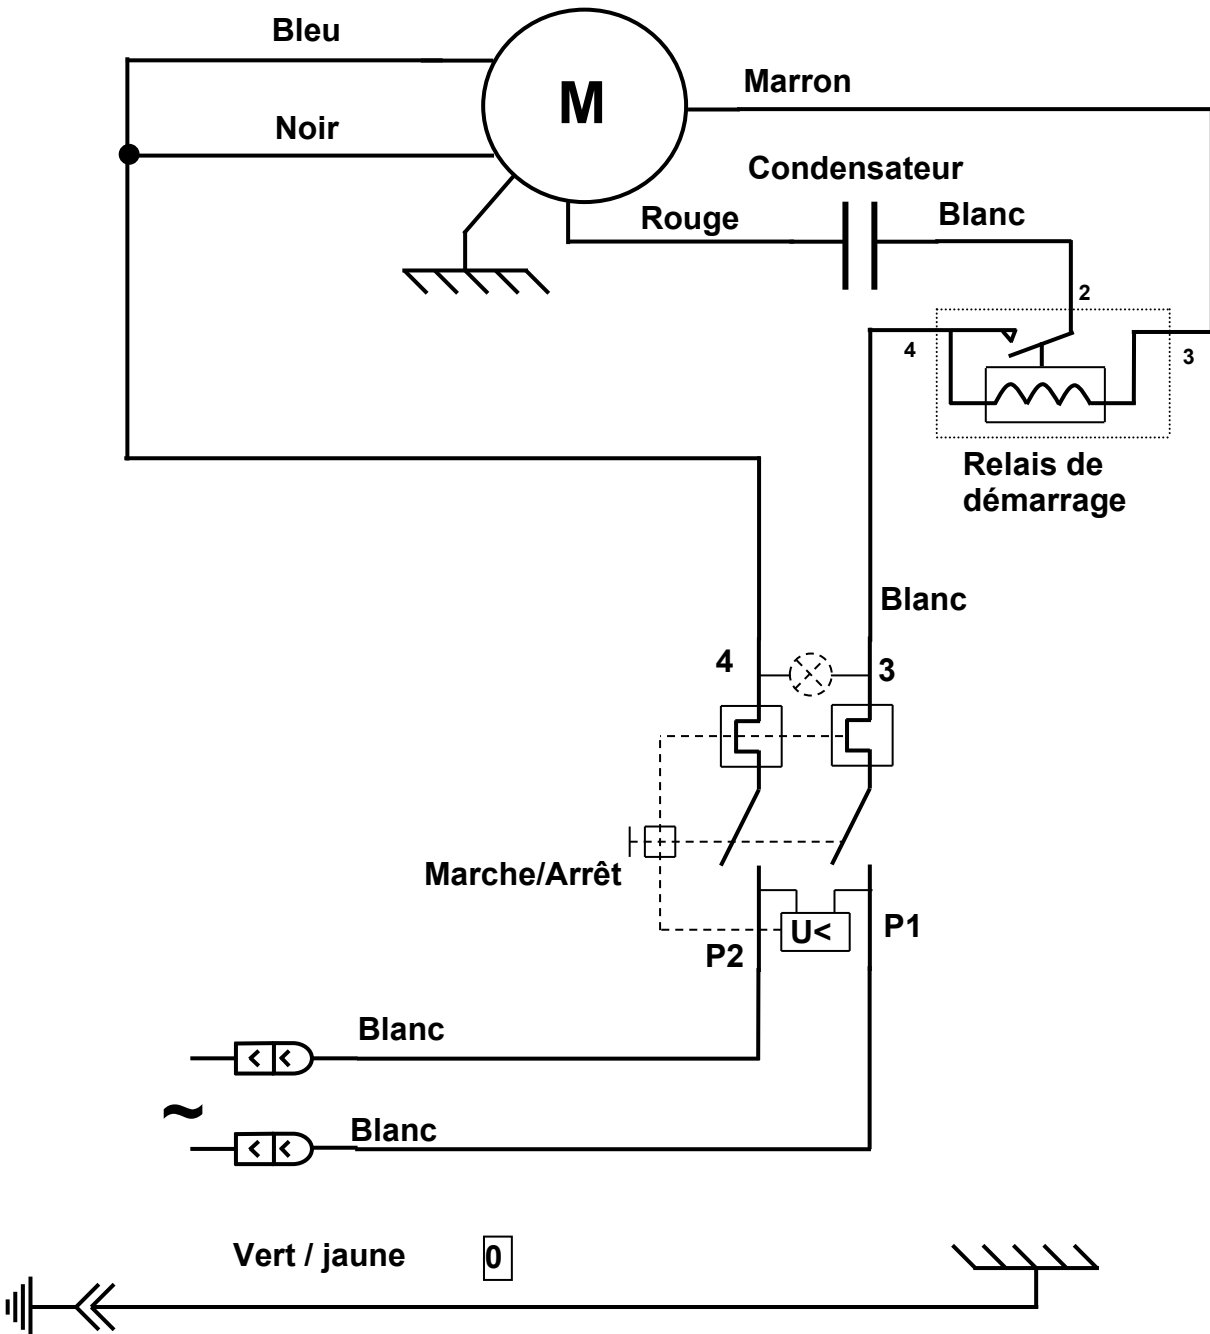 Bleu
M
Marron
Noir
Condensateur
Rouge
Blanc
2
4
3
Relais de
démarrage
Blanc
4
3
Marche/Arrêt
U<
P1
P2
Blanc
~
Blanc
Vert / jaune
0